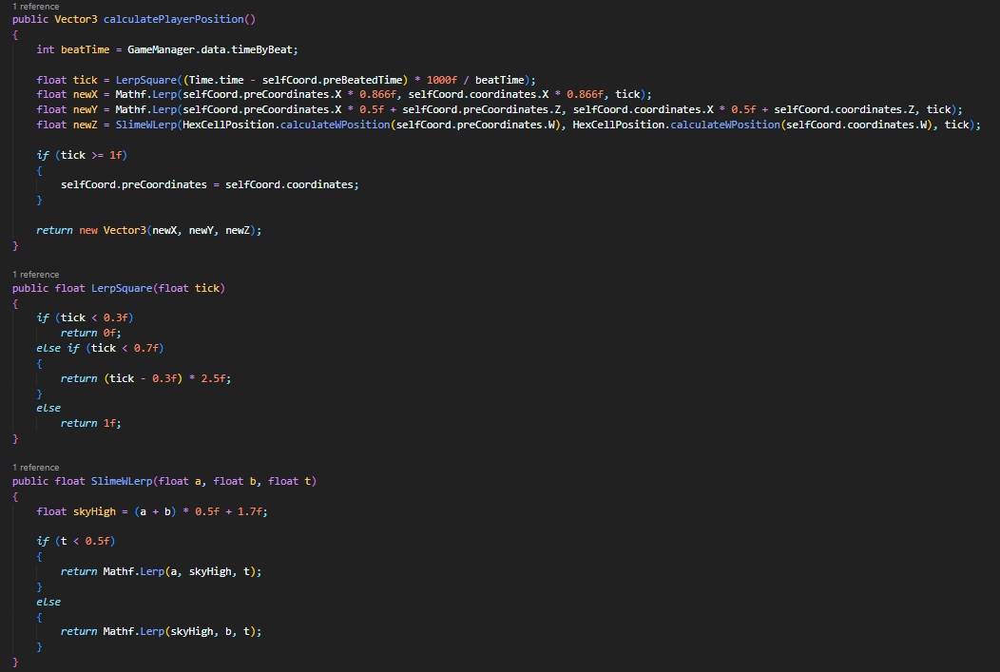 1 reference
public Vector3 calculatePlayerPosition()
{
int beatTime = GameManager.data.timeByBeat;
float tick = LerpSquare((Time.time - selfCoord.preBeatedTime) * 1000f / beatTime);
float newX = Mathf.Lerp(selfCoord.preCoordinates.X * 0.866f, selfCoord.coordinates.X * 0.866f, tick);
float newY = Mathf.Lerp(selfCoord.preCoordinates.X * 0.5f + selfCoord.preCoordinates.Z, selfCoord.coordinates.X * 0.5f + selfCoord.coordinates.Z, tick);
float newZ = SlimeWLerp(HexCellPosition.calculateWPosition(selfCoord.preCoordinates.W), HexCellPosition.calculateWPosition(selfCoord.coordinates.W), tick);
if (tick >= 1f)
{
selfCoord.preCoordinates = selfCoord.coordinates;
}
return new Vector3(newX, newY, newZ);
}
1 reference
public float LerpSquare(float tick)
{
if (tick < 0.3f)
return 0f;
else if (tick < 0.7f)
{
return (tick - 0.3f) * 2.5f;
}
else
return 1f;
}
1 reference
public float SlimeWLerp(float a, float b, float t)
{
float skyHigh = (a + b) * 0.5f + 1.7f;
if (t < 0.5f)
{
return Mathf.Lerp(a, skyHigh, t);
}
else
{
return Mathf.Lerp(skyHigh, b, t);
}
}